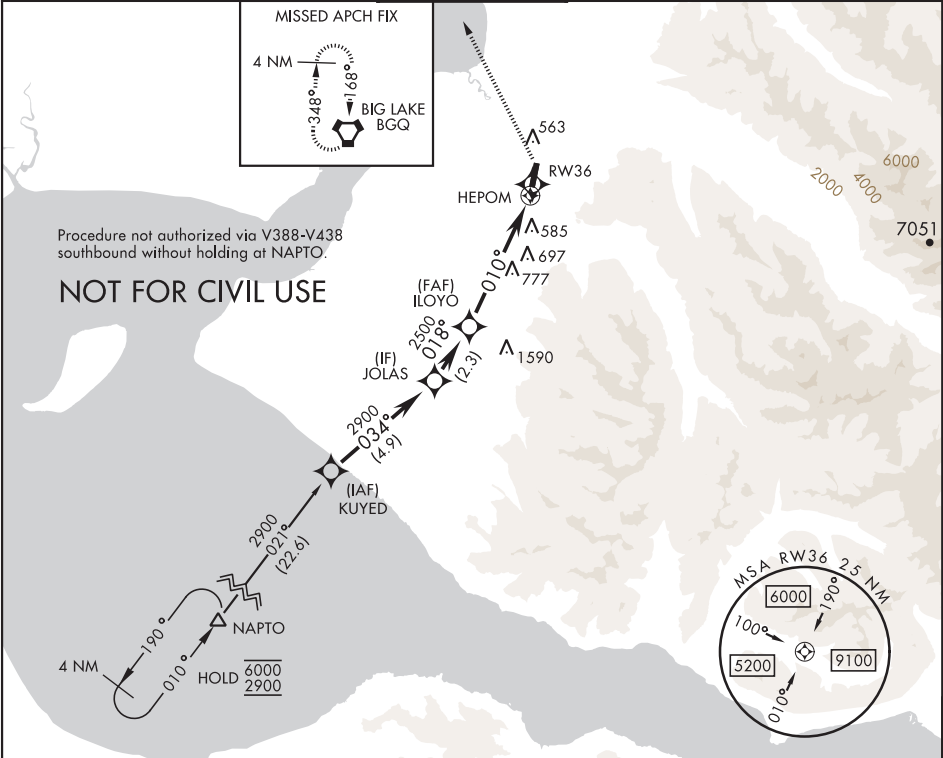 MISSED APCH FIX
4 NM
348°
168°
BIG LAKE
BGQ
563
RW36
HEPOM
6000
4000
2000
7051
Procedure not authorized via V388-V438
southbound without holding at NAPTO.
NOT FOR CIVIL USE
585
697
777
010°
(FAF)
ILOYO
2500
018°
(2.3)
1590
(IF)
JOLAS
2900
034°
(4.9)
(IAF)
KUYED
2900
021°
(22.6)
NAPTO
190°
010°
4 NM
HOLD
6000
2900
MSA RW36 25 NM
6000
190°
100°
5200
9100
010°